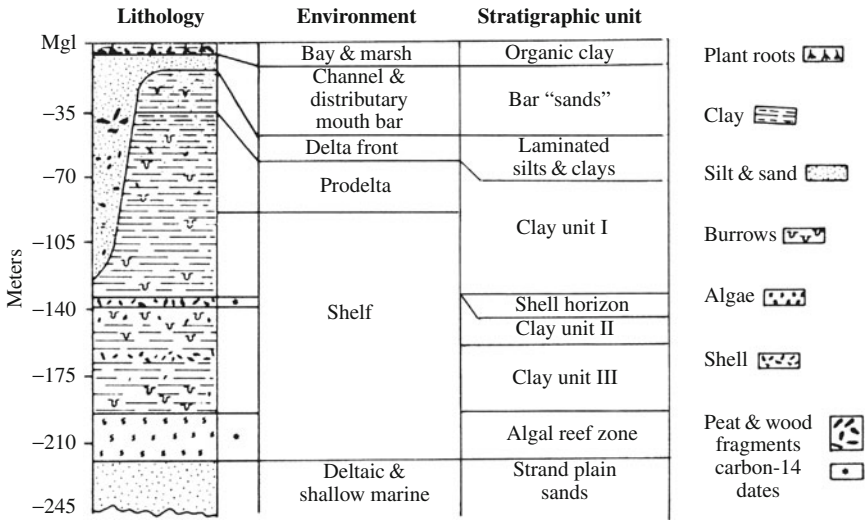 Lithology
Environment
Stratigraphic unit
Mgl
−35
−70
−105
−140
−175
−210
−245
Meters
Bay & marsh
Channel &
distributary
mouth bar
Delta front
Prodelta
Shelf
Deltaic &
shallow marine
Organic clay
Bar “sands”
Laminated
silts & clays
Clay unit I
Shell horizon
Clay unit II
Clay unit III
Algal reef zone
Strand plain
sands
Plant roots
Clay
Silt & sand
Burrows
Algae
Shell
Peat & wood
fragments
carbon-14
dates